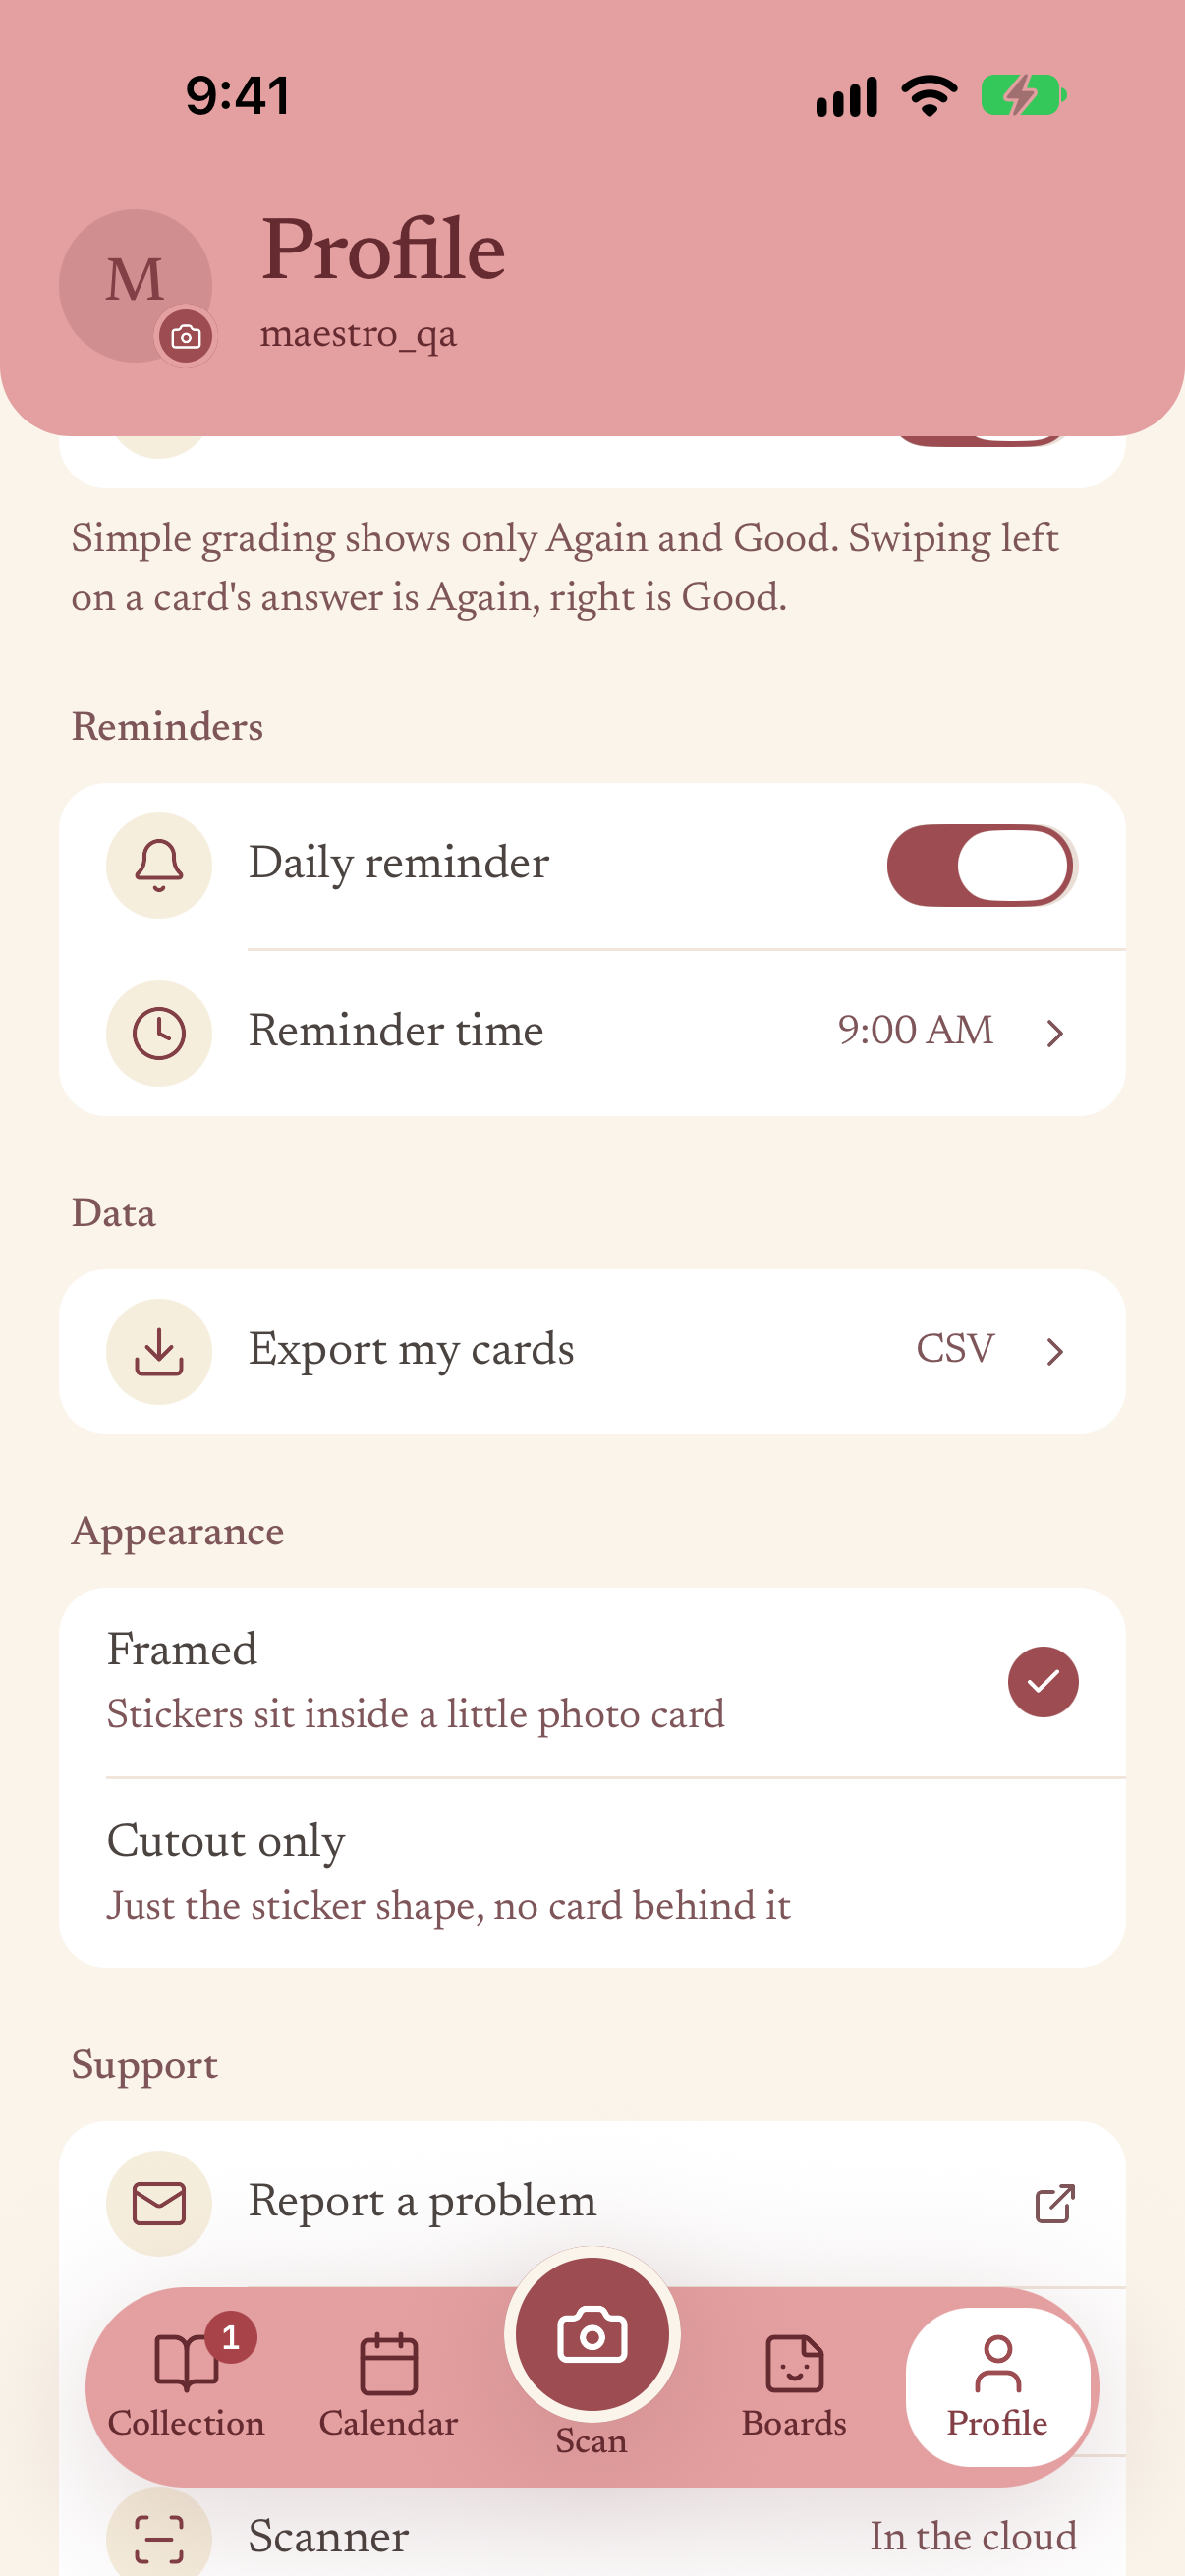 9:41
M
Profile
maestro_qa
Simple grading shows only Again and Good. Swiping left
on a card's answer is Again, right is Good.
Reminders
Daily reminder
Reminder time
9:00 AM
Data
Export my cards
CSV
Appearance
Framed
Stickers sit inside a little photo card
Cutout only
Just the sticker shape, no card behind it
Support
Report a problem
1
Collection
Calendar
Scan
Boards
Profile
Scanner
In the cloud